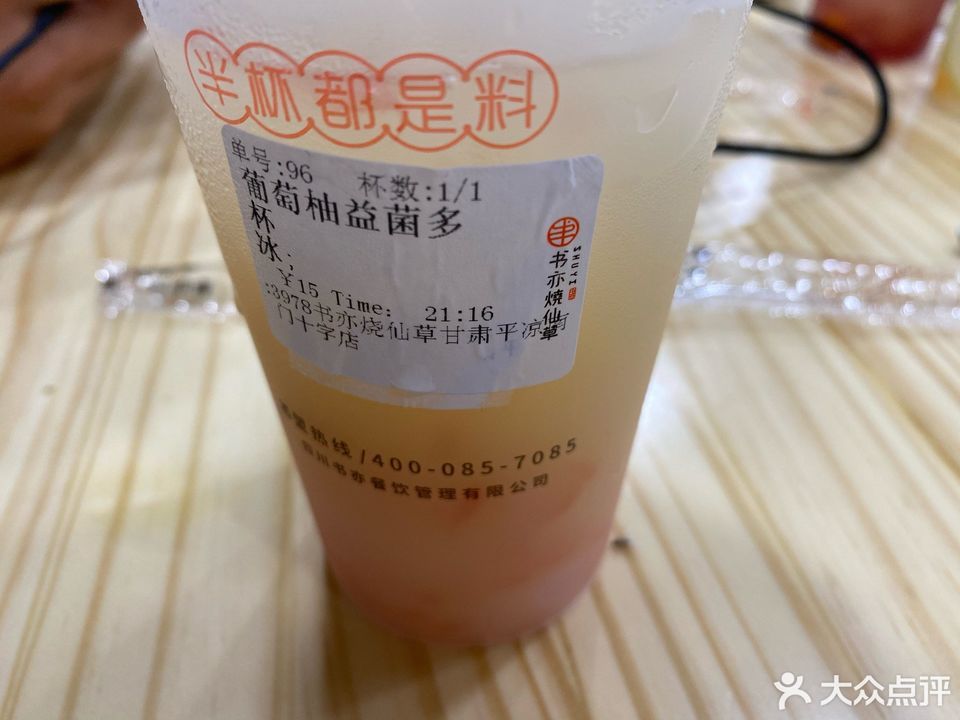 半杯都是料
单号:96 杯数:1/1
葡萄柚益菌多
杯
冰;
¥15 Time: 21:16
:3978书亦烧仙草甘肃平凉
门十字店
书亦燒仙草
SHUYI
热线/400-085-7085
四川书亦餐饮管理有限公司
大众点评